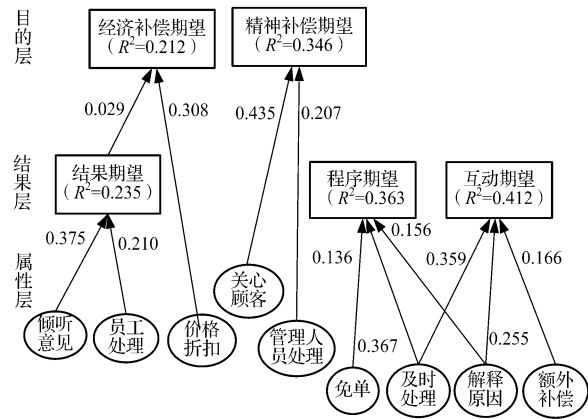 目的层
经济补偿期望
（R²=0.212）
精神补偿期望
（R²=0.346）
0.029
0.308
0.435
0.207
结果层
结果期望
（R²=0.235）
程序期望
（R²=0.363
互动期望
（R²=0.412）
0.375
0.210
0.136
0.156
0.359
0.166
属性层
倾听
意见
员工
处理
价格
折扣
关心
顾客
管理人
员处理
0.367
0.255
免单
及时
处理
解释
原因
额外
补偿